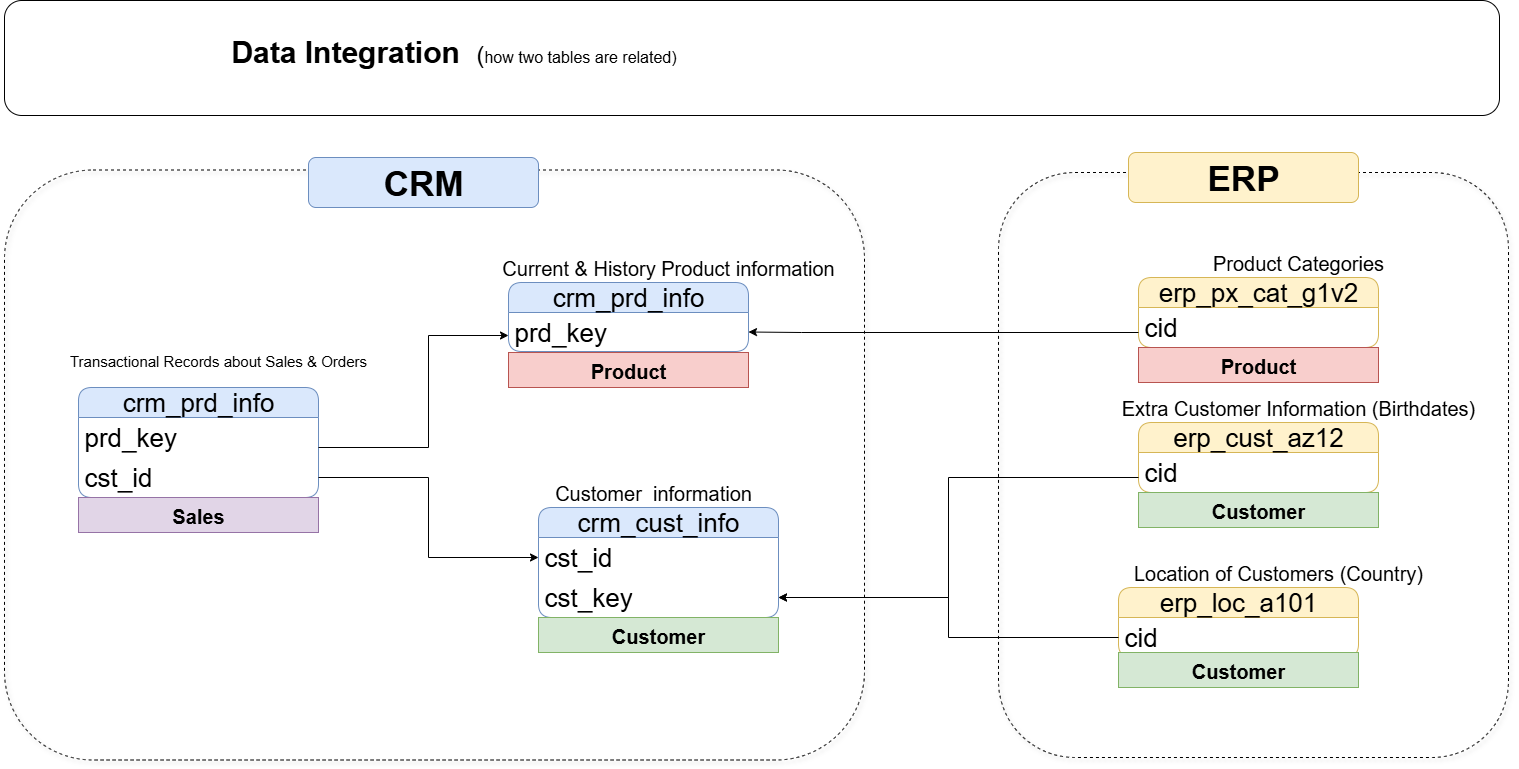 Data Integration (how two tables are related)
CRM
Current & History Product information
crm_prd_info
prd_key
Product
Transactional Records about Sales & Orders
crm_prd_info
prd_key
cst_id
Sales
Customer information
crm_cust_info
cst_id
cst_key
Customer
ERP
Product Categories
erp_px_cat_g1v2
cid
Product
Extra Customer Information (Birthdates)
erp_cust_az12
cid
Customer
Location of Customers (Country)
erp_loc_a101
cid
Customer